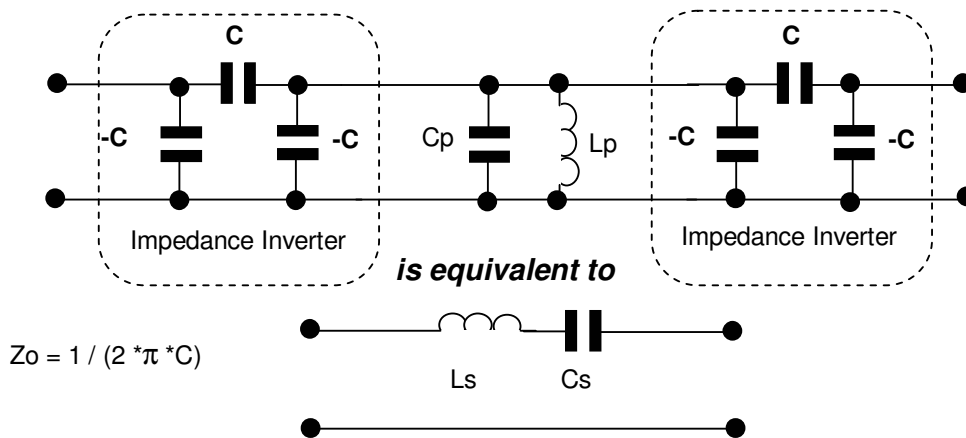 C
C
-C
-C
Cp
Lp
-C
-C
Impedance Inverter
Impedance Inverter
is equivalent to
Zo = 1 / (2 *π *C)
Ls
Cs